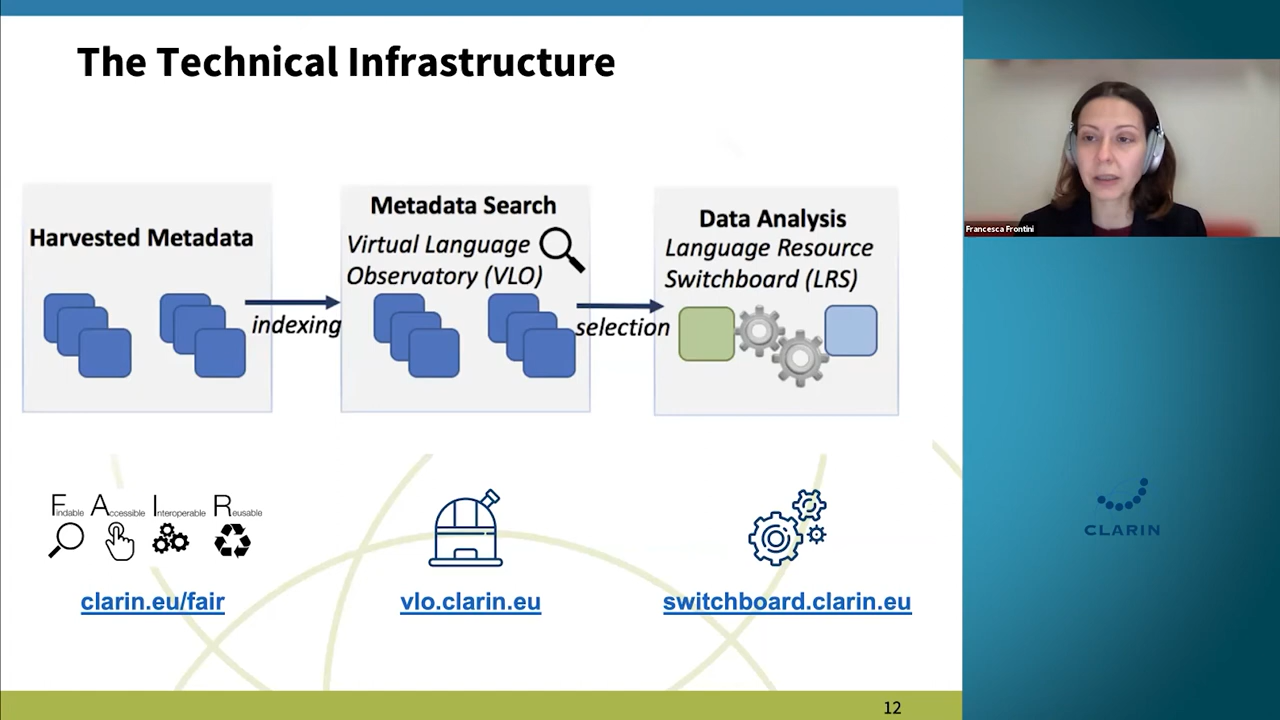 The Technical Infrastructure
Harvested Metadata
indexing
Metadata Search
Virtual Language
Observatory (VLO)
selection
Data Analysis
Language Resource
Switchboard (LRS)
Findable Accessible Interoperable Reusable
clarin.eu/fair
vlo.clarin.eu
switchboard.clarin.eu
12
Francesca Frontini
CLARIN